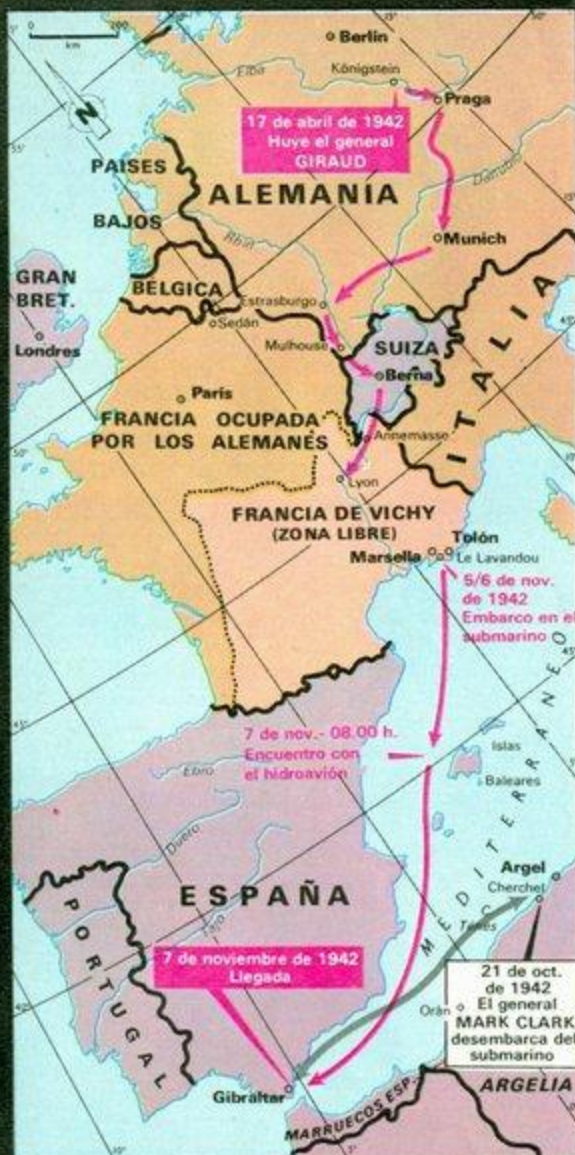 200
km
Berlín
Elba
Königstein
Praga
17 de abril de 1942
Huye el general
GIRAUD
N
PAISES
BAJOS
ALEMANIA
Danubio
Rhin
Munich
GRAN
BRET.
BELGICA
Estrasburgo
Sedán
Londres
Mulhouse
SUIZA
Berna
ITALIA
París
FRANCIA OCUPADA
POR LOS ALEMANES
Annemasse
Lyon
FRANCIA DE VICHY
(ZONA LIBRE)
Tolón
Marsella
Le Lavandou
5/6 de nov.
de 1942
Embarco en el
submarino
7 de nov.- 08.00 h.
Encuentro con
el hidroavión
Islas
Baleares
MEDITERRANEO
Ebro
Duero
Tajo
ESPAÑA
PORTUGAL
Argel
Cherchel
Ténes
7 de noviembre de 1942
Llegada
21 de oct.
de 1942
El general
MARK CLARK
desembarca del
submarino
Orán
Gibraltar
MARRUECOS ESP.
ARGELIA